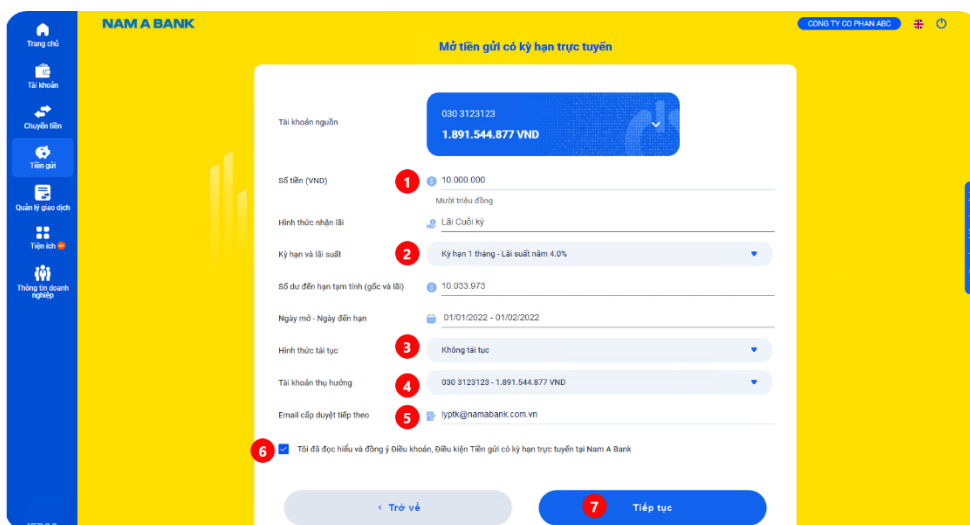 NAM A BANK
CONG TY CO PHAN ABC
Trang chủ
Tài khoản
Chuyển tiền
Tiền gửi
Quản lý giao dịch
Tiện ích
Thông tin doanh
nghiệp
Mở tiền gửi có kỳ hạn trực tuyến
Tài khoản nguồn
030 3123123
1.891.544.877 VND
Số tiền (VND)
1
10.000.000
Mười triệu đồng
Hình thức nhận lãi
Lãi Cuối kỳ
Kỳ hạn và lãi suất
2
Kỳ hạn 1 tháng - Lãi suất năm 4.0%
Số dư đến hạn tạm tính (gốc và lãi)
10.033.973
Ngày mở - Ngày đến hạn
01/01/2022 - 01/02/2022
Hình thức tái tục
3
Không tái tục
Tài khoản thụ hưởng
4
030 3123123 - 1.891.544.877 VND
Email cấp duyệt tiếp theo
5
lyptk@namabank.com.vn
6
Tôi đã đọc hiểu và đồng ý Điều khoản, Điều kiện Tiền gửi có kỳ hạn trực tuyến tại Nam A Bank
‹ Trở về
7
Tiếp tục